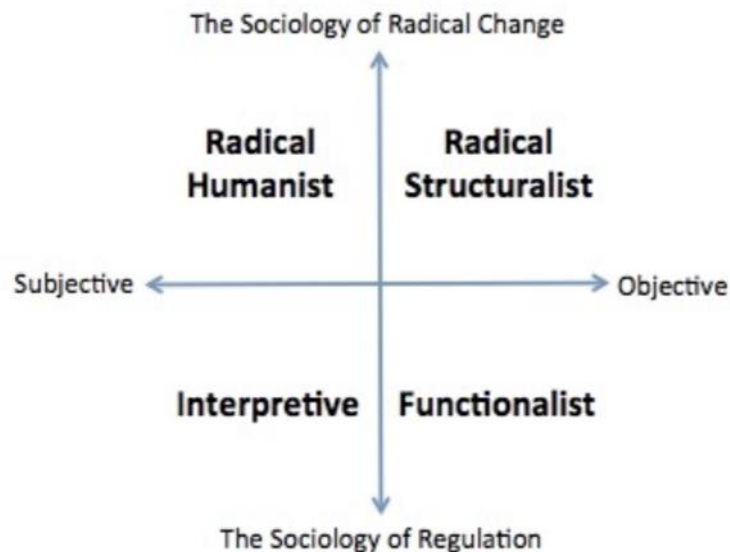 The Sociology of Radical Change
Radical
Humanist
Radical
Structuralist
Subjective
Objective
Interpretive
Functionalist
The Sociology of Regulation